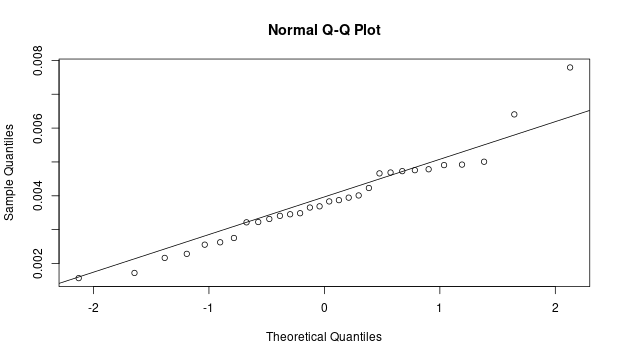 Normal Q-Q Plot
Sample Quantiles
0.008
0.006
0.004
0.002
-2 -1 0 1 2
Theoretical Quantiles